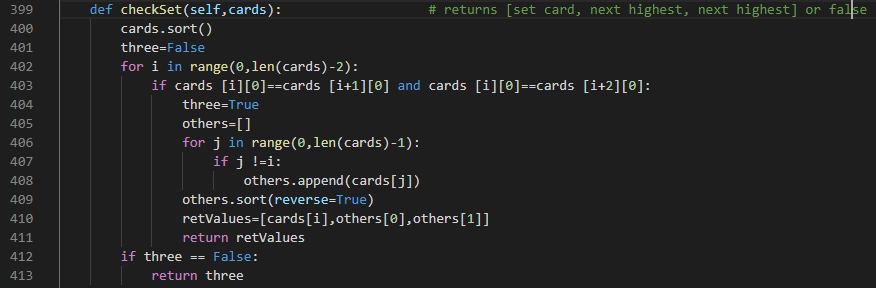 399 def checkSet(self,cards): # returns [set card, next highest, next highest] or false
400 cards.sort()
401 three=False
402 for i in range(0,len(cards)-2):
403 if cards [i][0]==cards [i+1][0] and cards [i][0]==cards [i+2][0]:
404 three=True
405 others=[]
406 for j in range(0,len(cards)-1):
407 if j !=i:
408 others.append(cards[j])
409 others.sort(reverse=True)
410 retValues=[cards[i],others[0],others[1]]
411 return retValues
412 if three == False:
413 return three